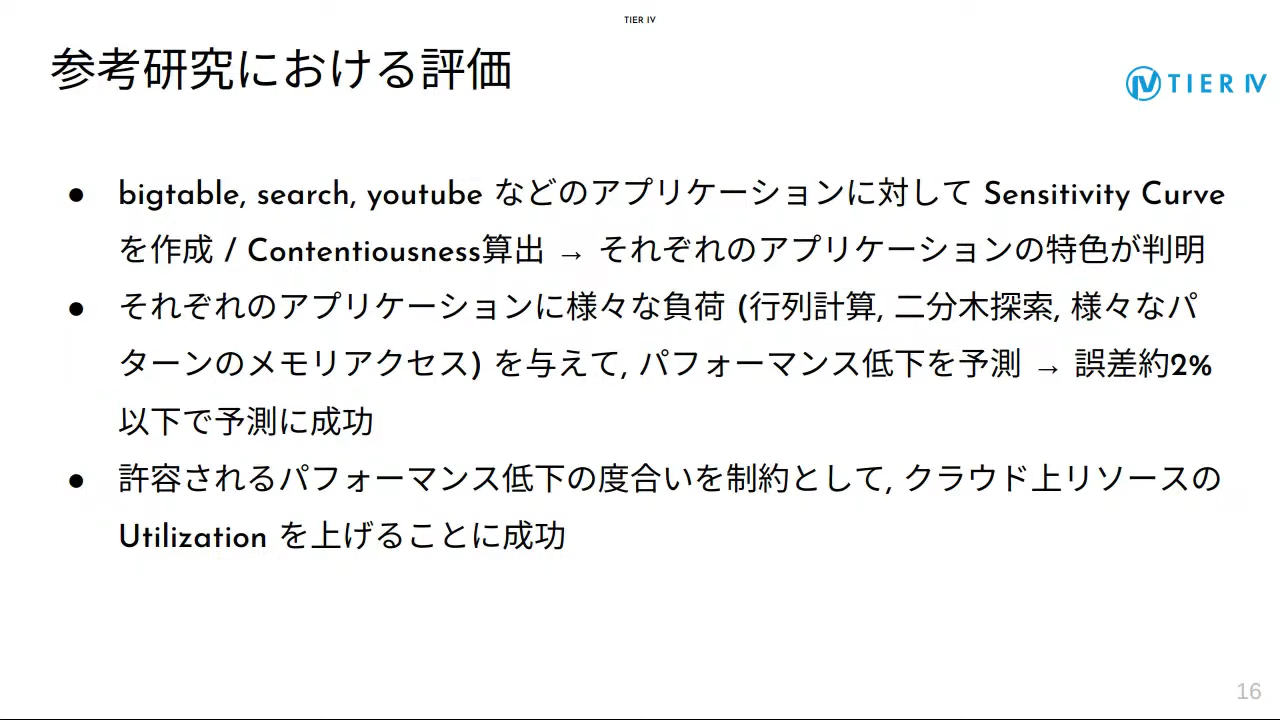 TIER IV
参考研究における評価
TIER IV
● bigtable, search, youtube などのアプリケーションに対して Sensitivity Curve
を作成 / Contentiousness算出 → それぞれのアプリケーションの特色が判明
● それぞれのアプリケーションに様々な負荷 (行列計算, 二分木探索, 様々なパ
ターンのメモリアクセス) を与えて, パフォーマンス低下を予測 → 誤差約2%
以下で予測に成功
● 許容されるパフォーマンス低下の度合いを制約として, クラウド上リソースの
Utilization を上げることに成功
16